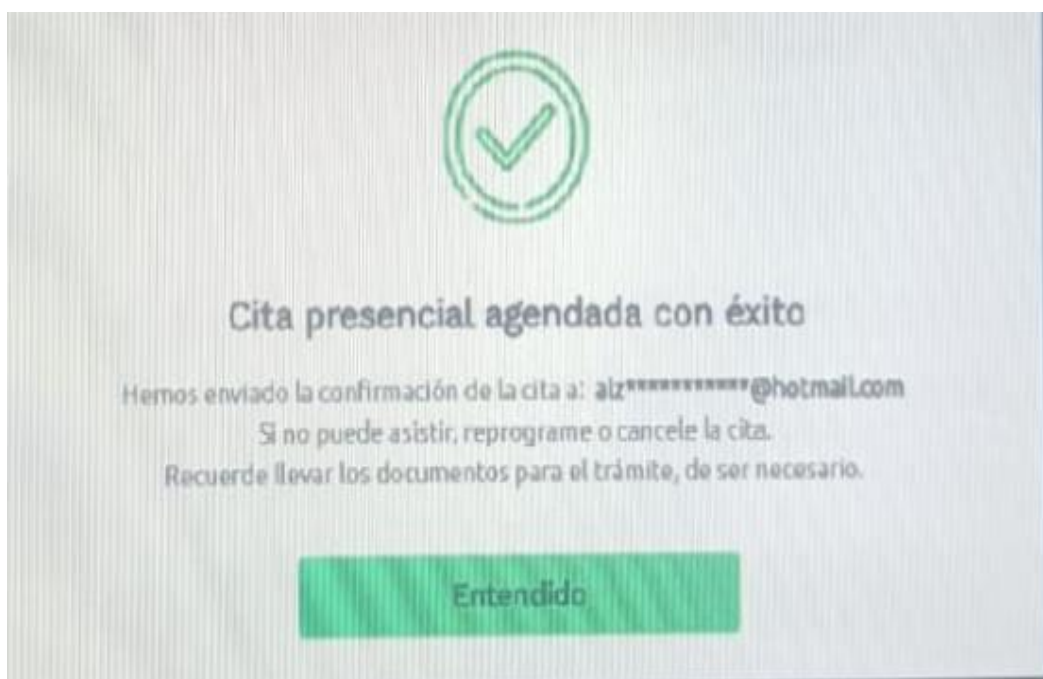 Cita presencial agendada con éxito
Hemos enviado la confirmación de la cita a: alz***********@hotmail.com
Si no puede asistir, reprograme o cancele la cita.
Recuerde llevar los documentos para el trámite, de ser necesario.
Entendido